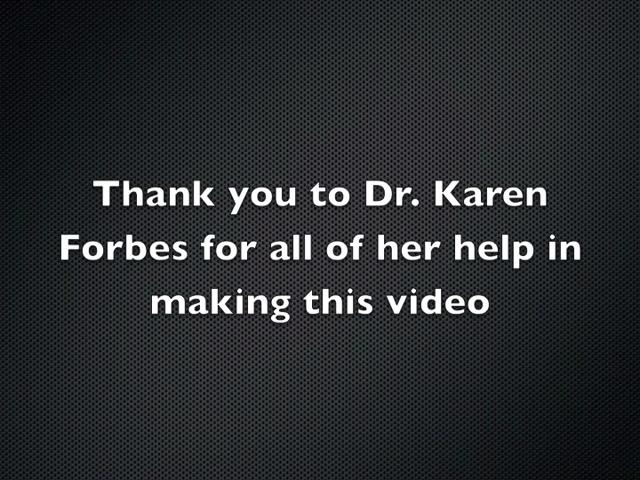 Thank you to Dr. Karen
Forbes for all of her help in
making this video